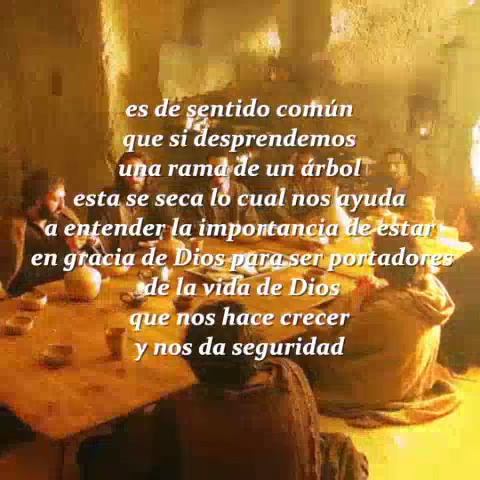 es de sentido común
que si desprendemos
una rama de un árbol
esta se seca lo cual nos ayuda
a entender la importancia de estar
en gracia de Dios para ser portadores
de la vida de Dios
que nos hace crecer
y nos da seguridad